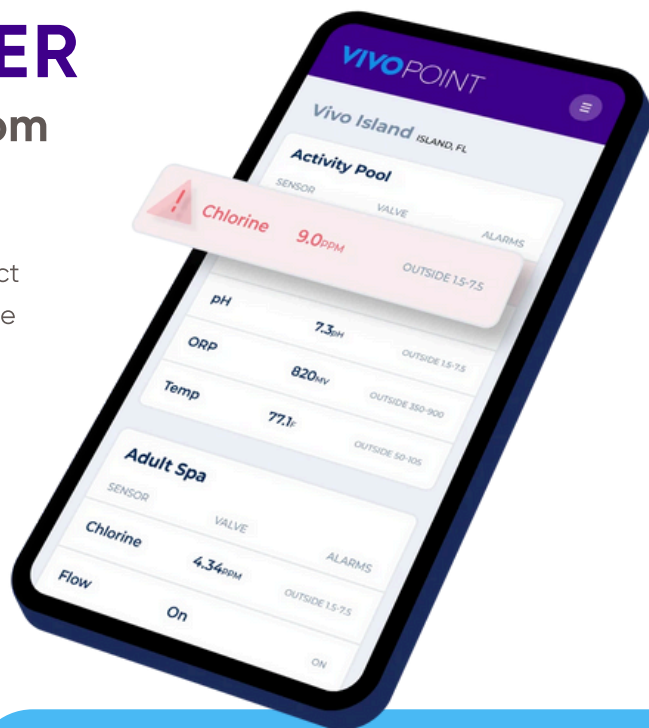 ER
om
ct
e
VIVOPOINT
Vivo Island ISLAND, FL
Activity Pool
SENSOR VALVE ALARMS
Chlorine 9.0PPM OUTSIDE 1.5-7.5
pH 7.3pH OUTSIDE 1.5-7.5
ORP 820MV OUTSIDE 350-900
Temp 77.1F OUTSIDE 50-105
Adult Spa
SENSOR VALVE ALARMS
Chlorine 4.34PPM OUTSIDE 1.5-7.5
Flow On ON